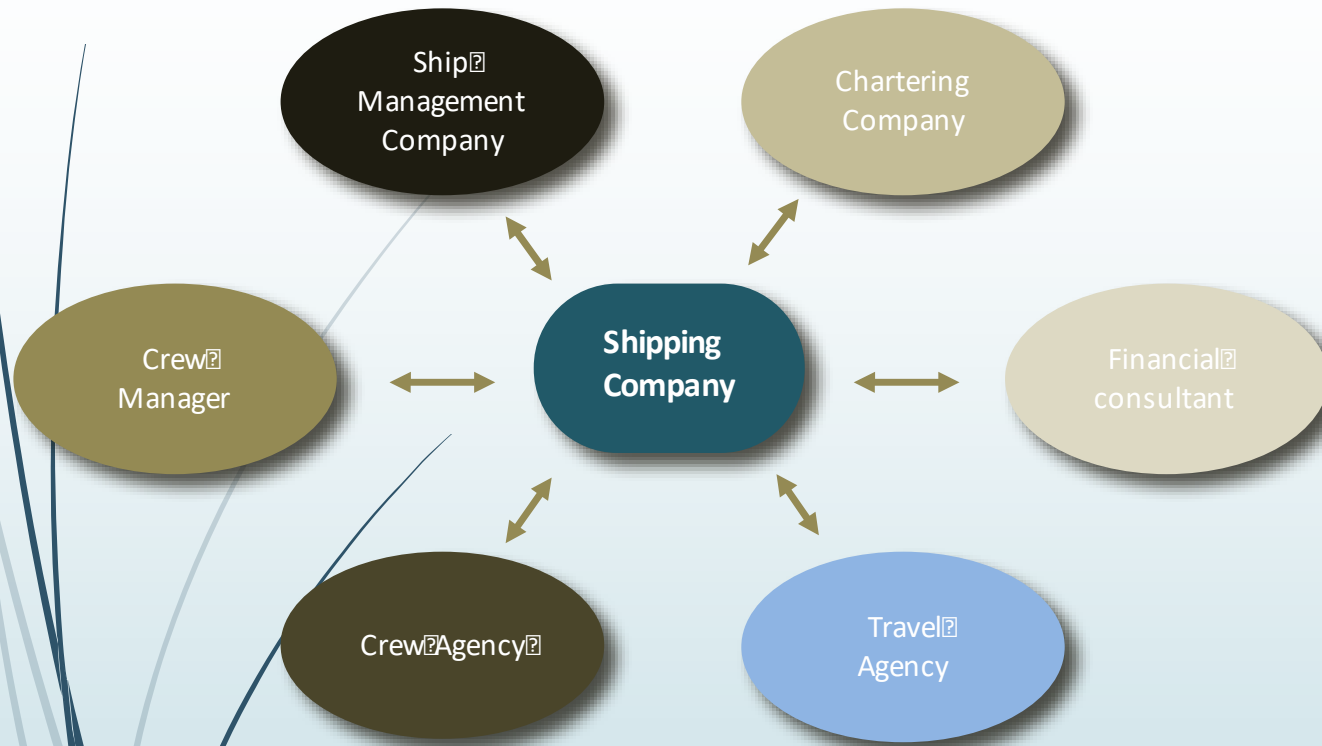 Ship
Management
Company
Chartering
Company
Crew
Manager
Shipping
Company
Financial
consultant
Crew Agency
Travel
Agency